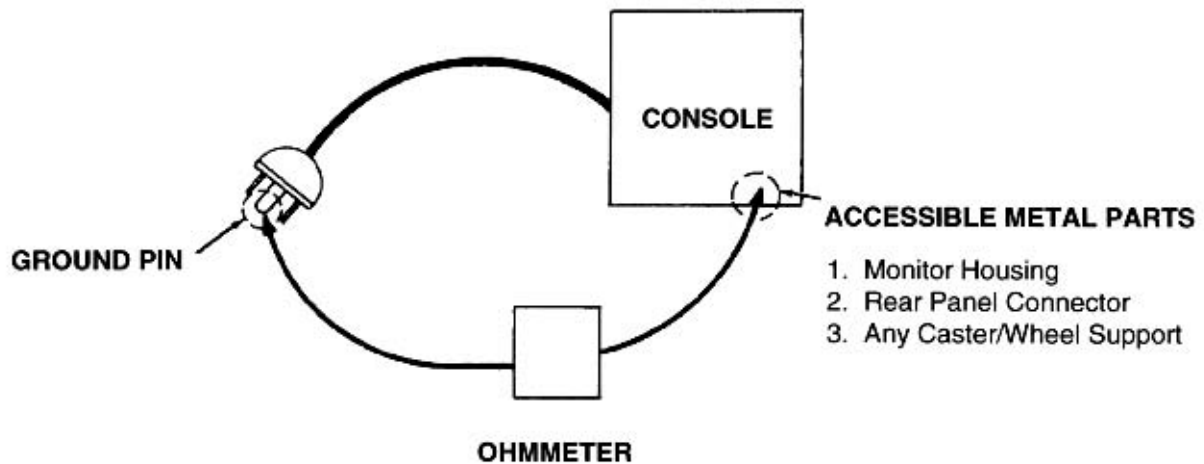 CONSOLE
GROUND PIN
ACCESSIBLE METAL PARTS
1. Monitor Housing
2. Rear Panel Connector
3. Any Caster/Wheel Support
OHMMETER